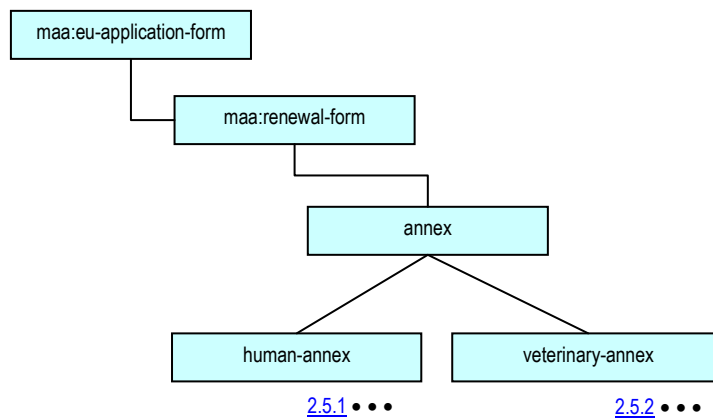 maa:eu-application-form
maa:renewal-form
annex
human-annex
veterinary-annex
2.5.1 • • •
2.5.2 • • •